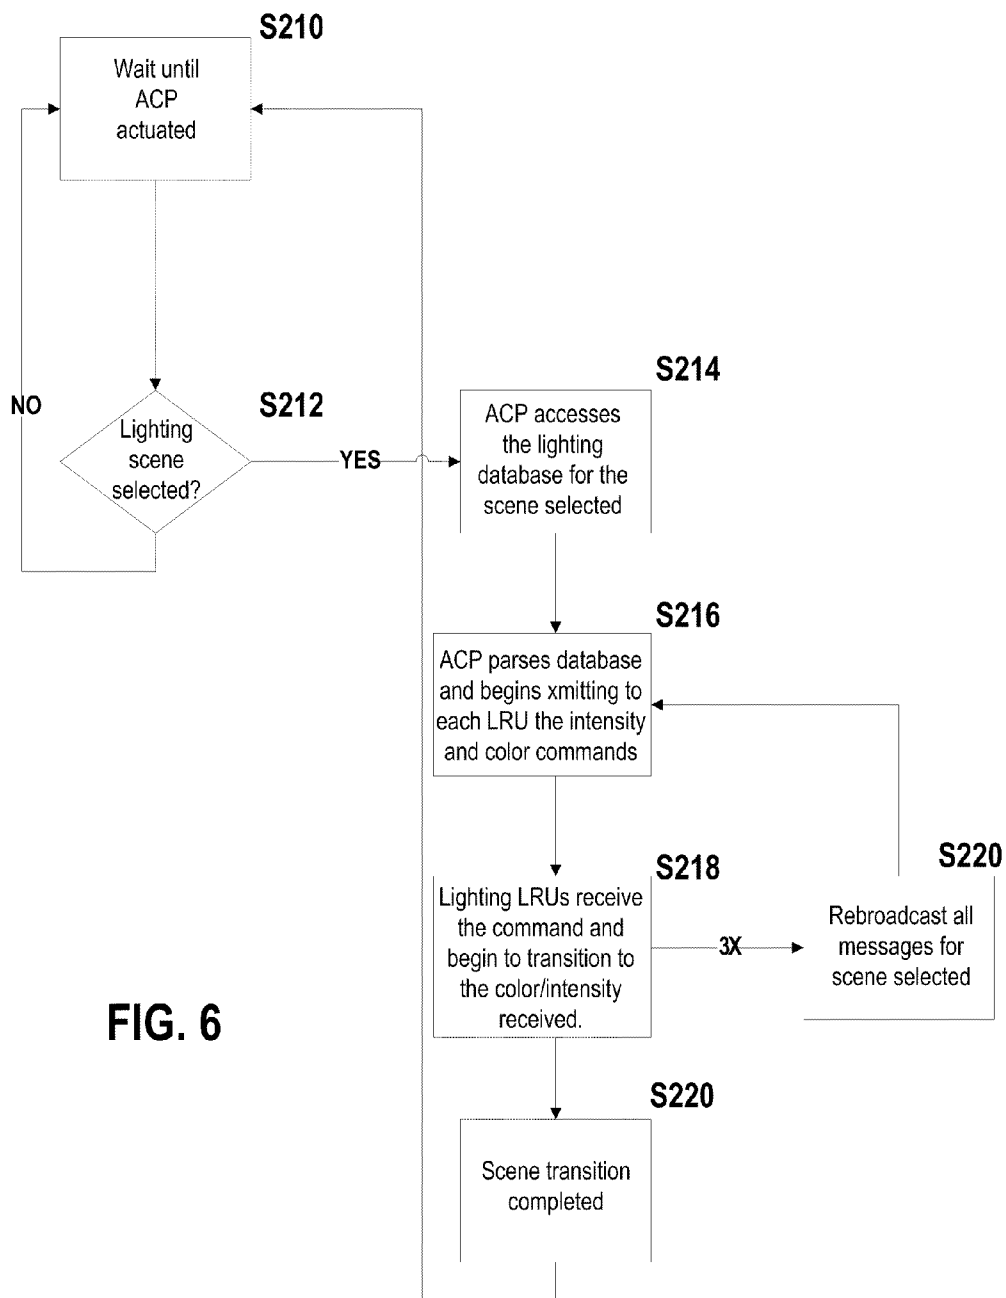 S210
Wait until
ACP
actuated
NO
S212
Lighting
scene
selected?
YES
S214
ACP accesses
the lighting
database for the
scene selected
S216
ACP parses database
and begins xmitting to
each LRU the intensity
and color commands
S218
Lighting LRUs receive
the command and
begin to transition to
the color/intensity
received.
3X
S220
Rebroadcast all
messages for
scene selected
FIG. 6
S220
Scene transition
completed